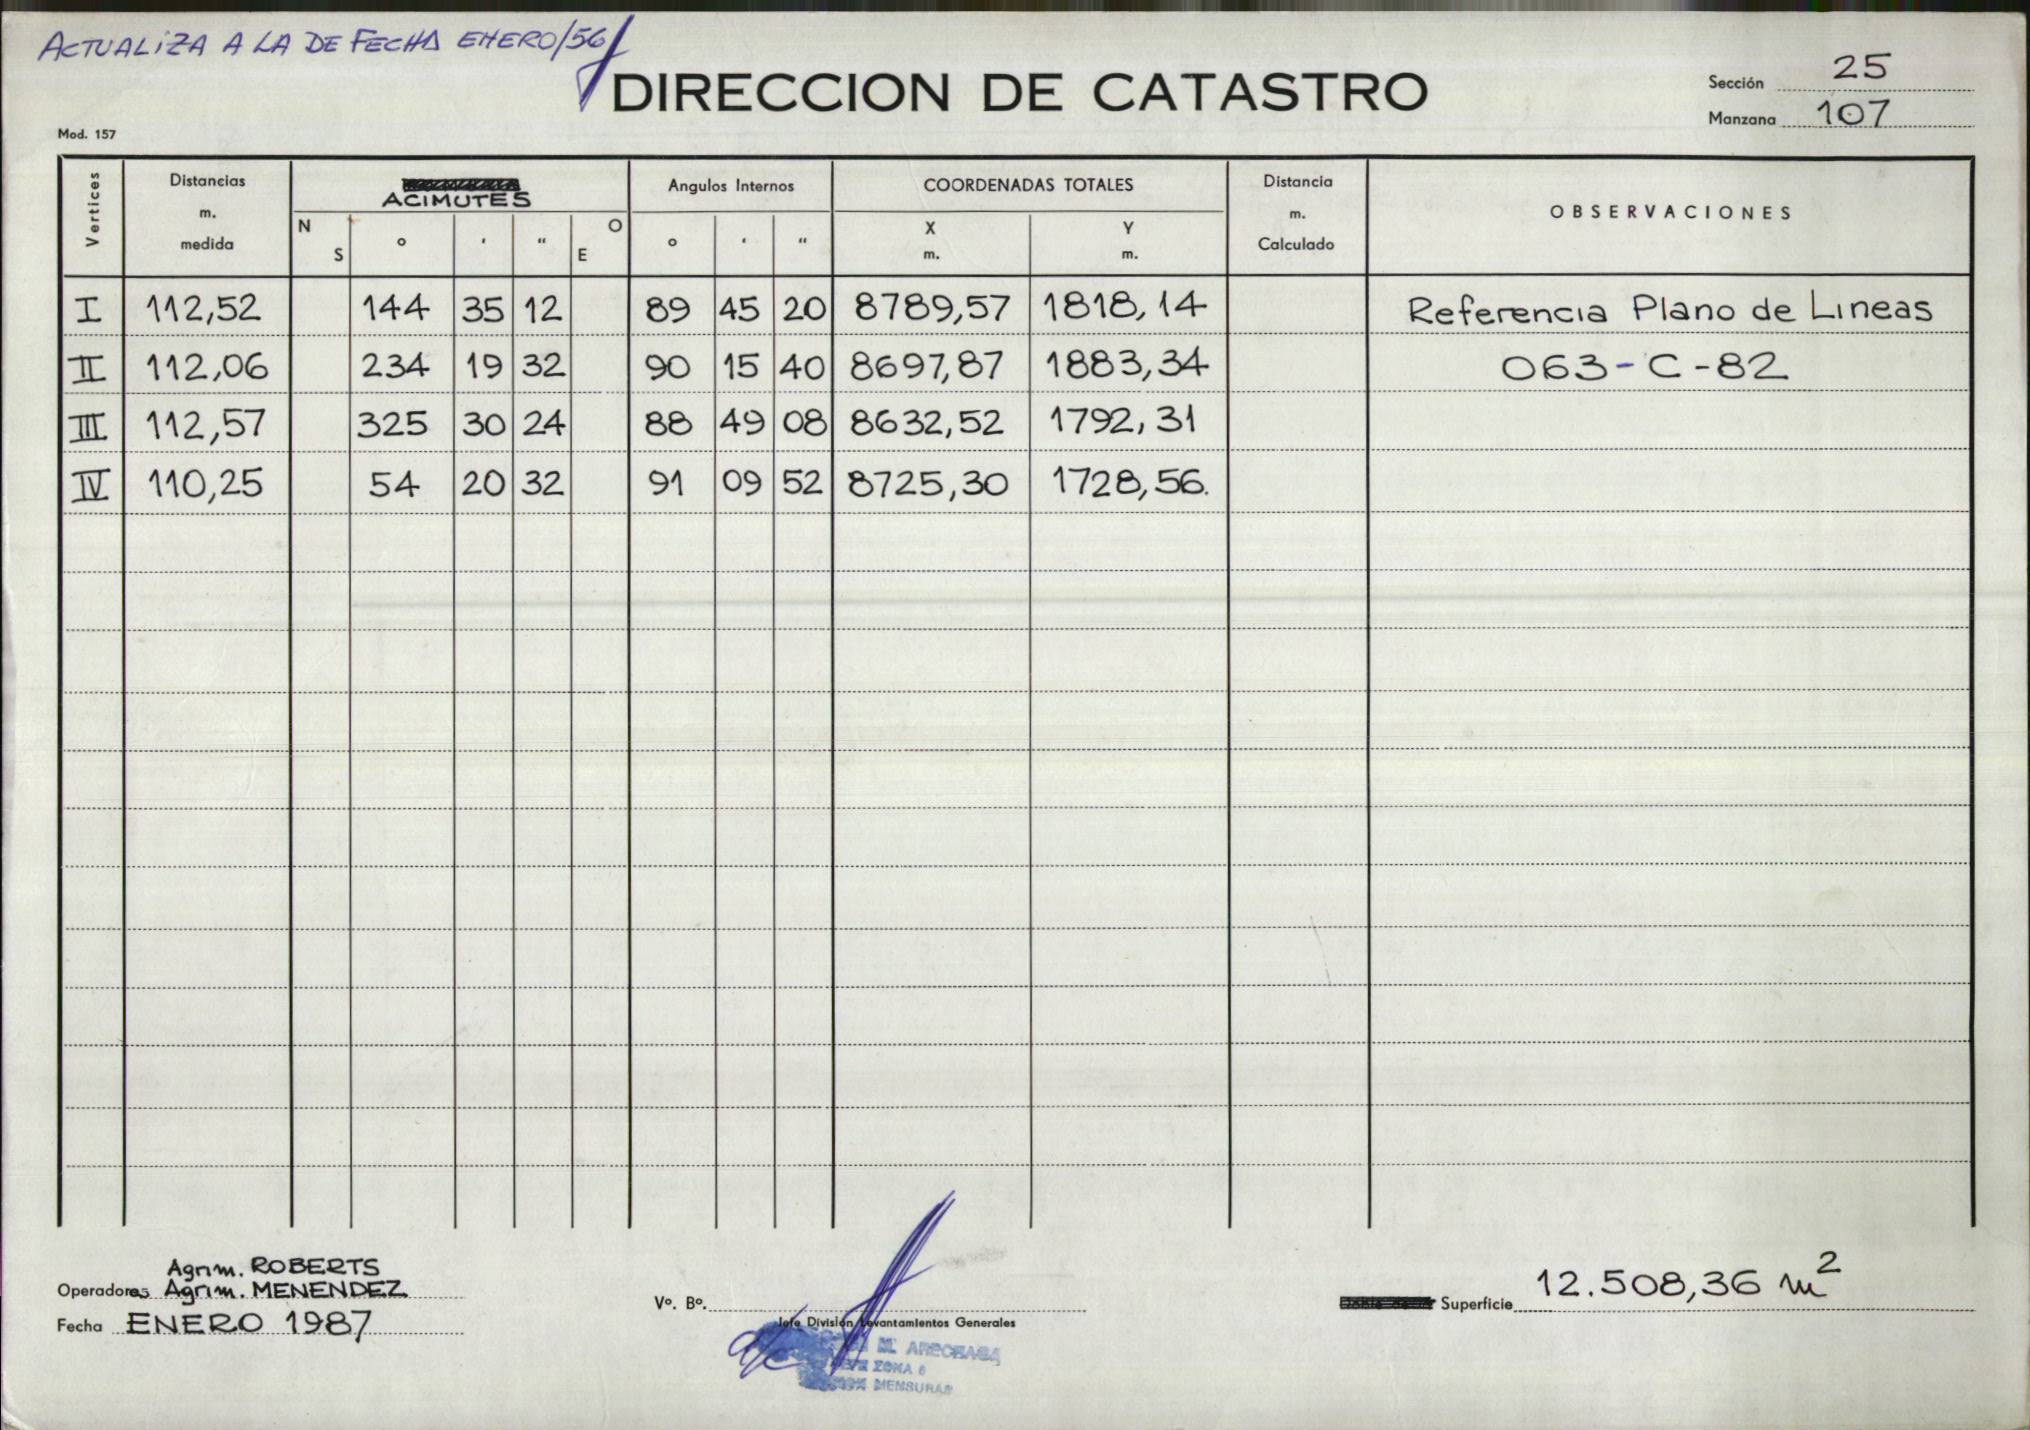 ACTUALIZA A LA DE FECHA ENERO/56
DIRECCION DE CATASTRO
Sección 25
Manzana 107
Mod. 157
Vertices
Distancias m. medida
ACIMUTES
N S ° ' " O E
Angulos Internos
° ' "
COORDENADAS TOTALES
X m. Y m.
Distancia m. Calculado
OBSERVACIONES
I 112,52 144 35 12 89 45 20 8789,57 1818,14 Referencia Plano de Lineas
II 112,06 234 19 32 90 15 40 8697,87 1883,34 063-C-82
III 112,57 325 30 24 88 49 08 8632,52 1792,31
IV 110,25 54 20 32 91 09 52 8725,30 1728,56.
Agrim. ROBERTS
Operadores Agrim. MENENDEZ
Fecha ENERO 1987
Vº. Bº.
Jefe División Levantamientos Generales
M. ARECHAGA
JEFE ZONA 6
MENSURAS
Superficie 12.508,36 m²